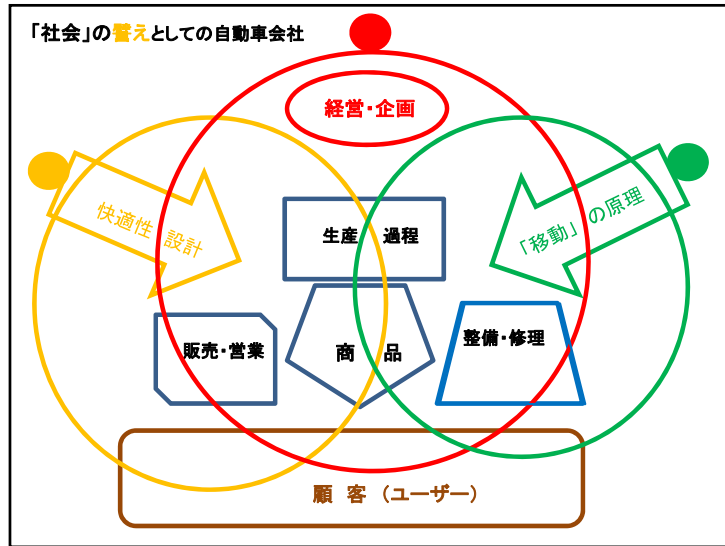 「社会」の譬えとしての自動車会社
経営・企画
快適性 設計
「移動」の原理
生産 過程
販売・営業
商 品
整備・修理
顧 客 (ユーザー)